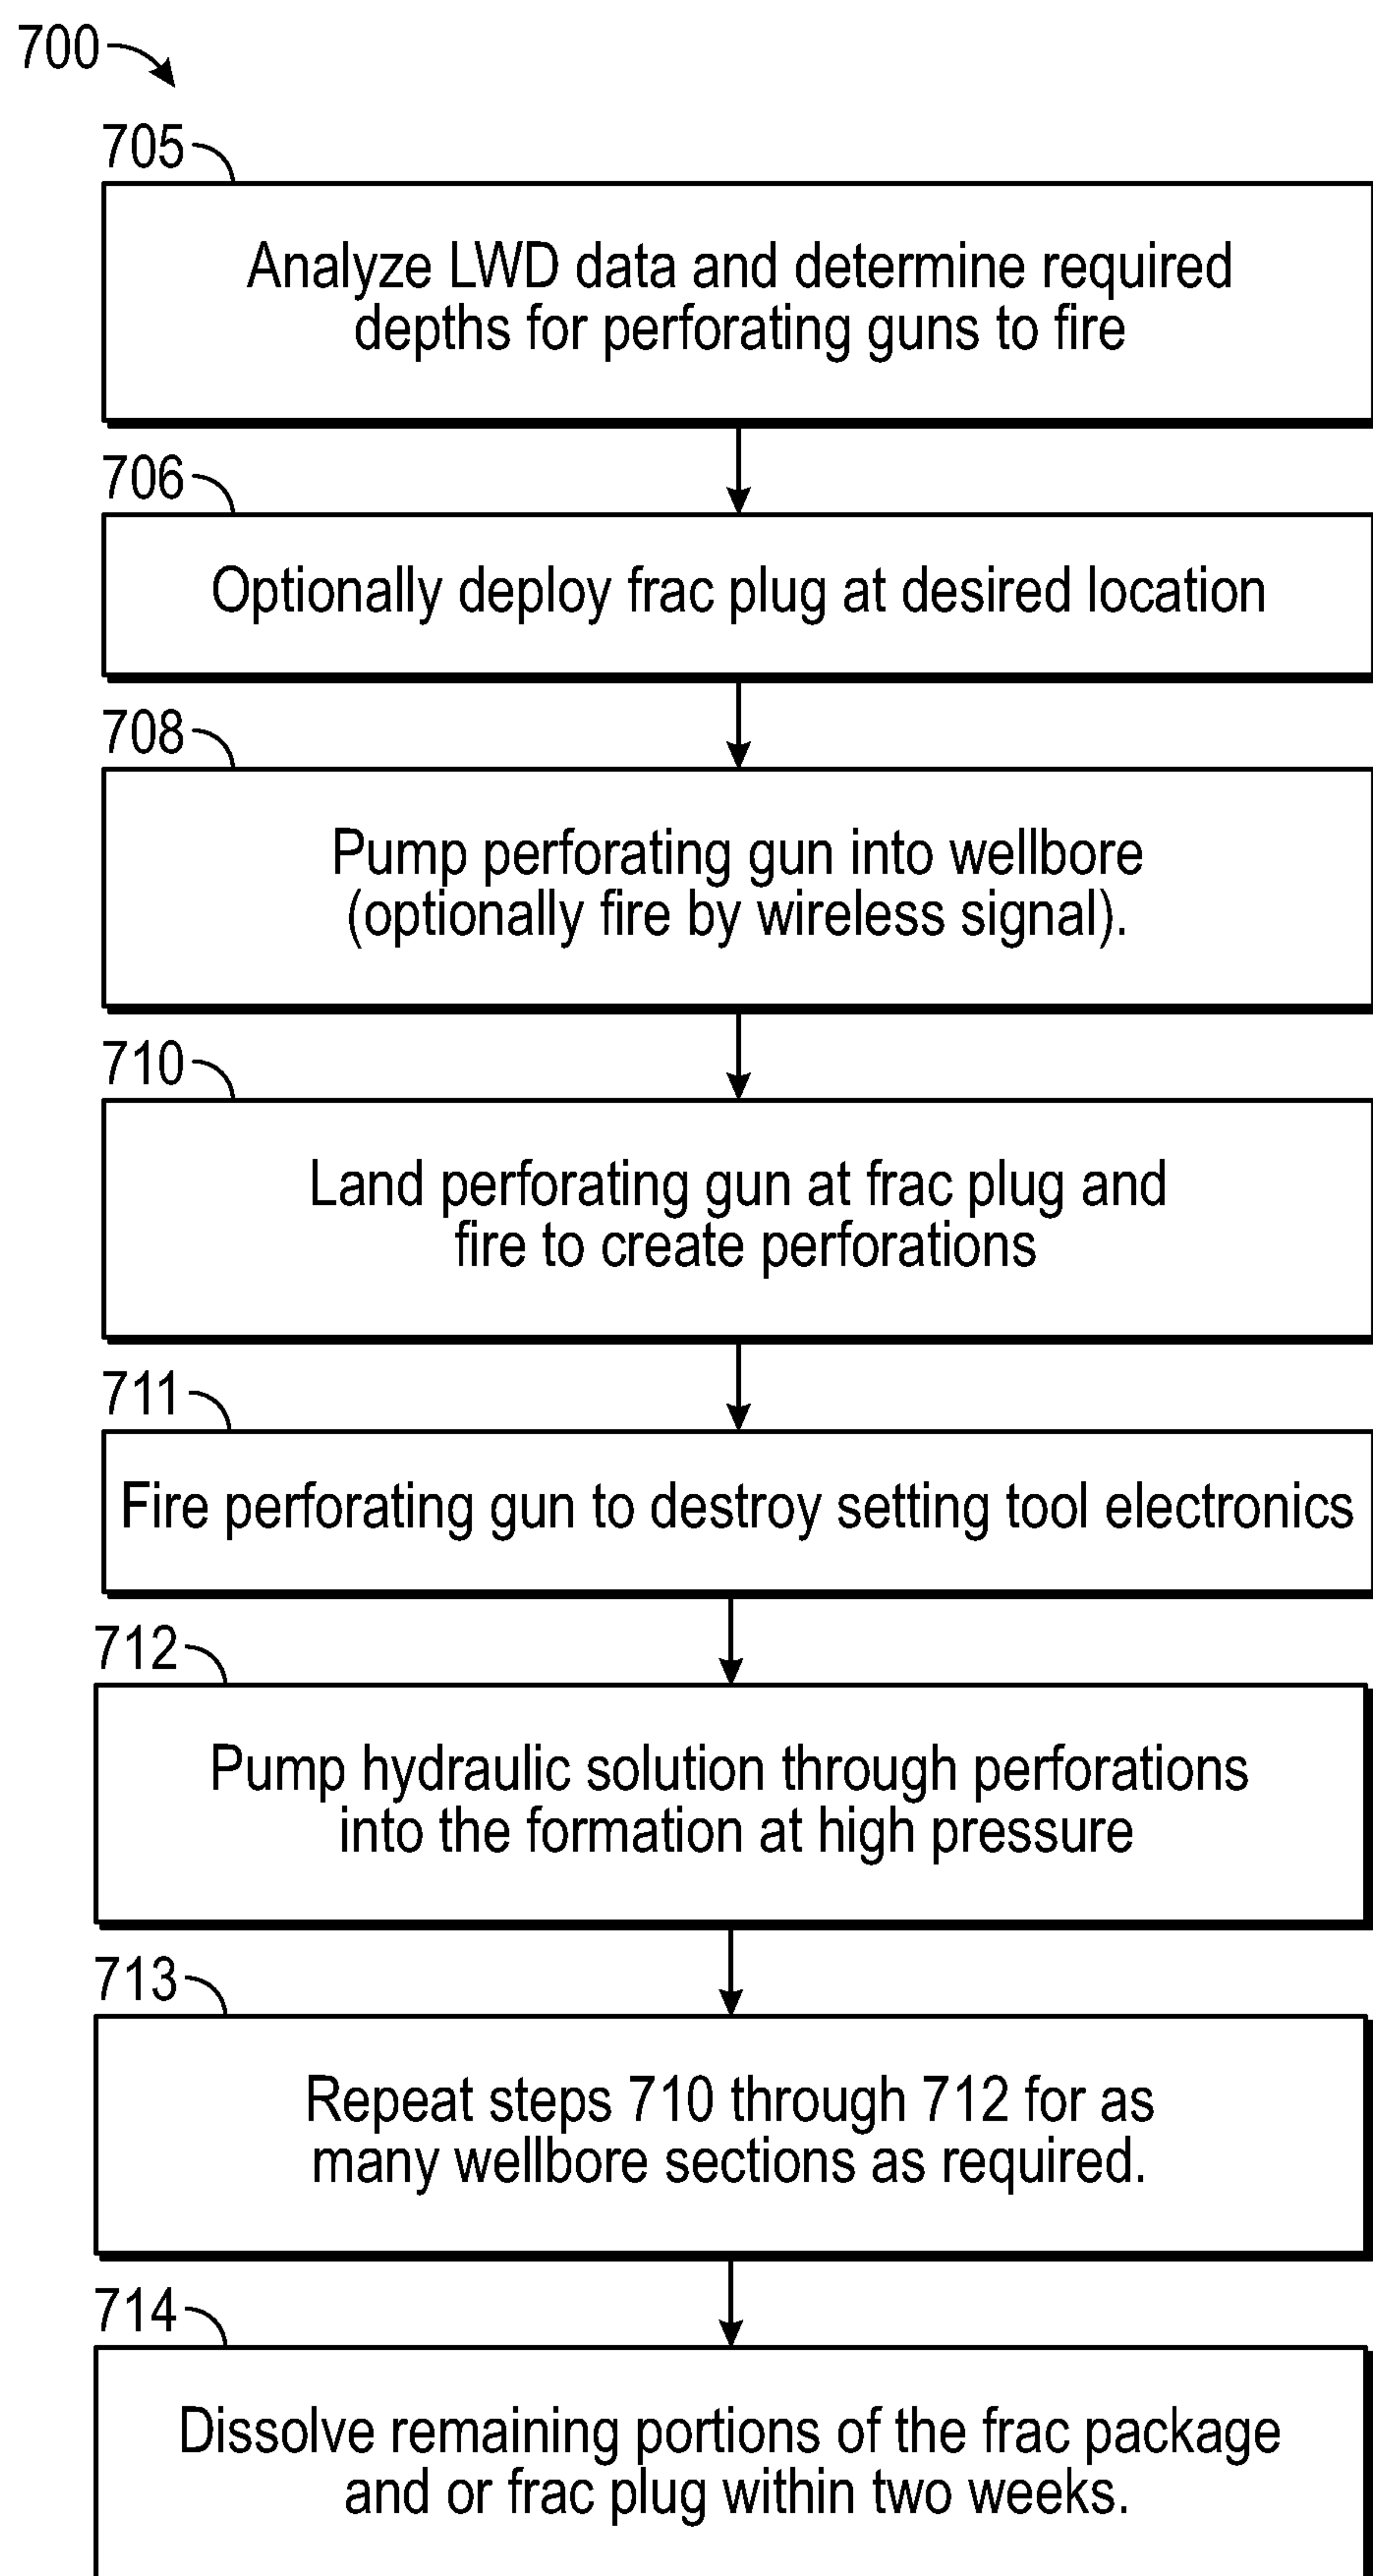 700
705
Analyze LWD data and determine required
depths for perforating guns to fire
706
Optionally deploy frac plug at desired location
708
Pump perforating gun into wellbore
(optionally fire by wireless signal).
710
Land perforating gun at frac plug and
fire to create perforations
711
Fire perforating gun to destroy setting tool electronics
712
Pump hydraulic solution through perforations
into the formation at high pressure
713
Repeat steps 710 through 712 for as
many wellbore sections as required.
714
Dissolve remaining portions of the frac package
and or frac plug within two weeks.